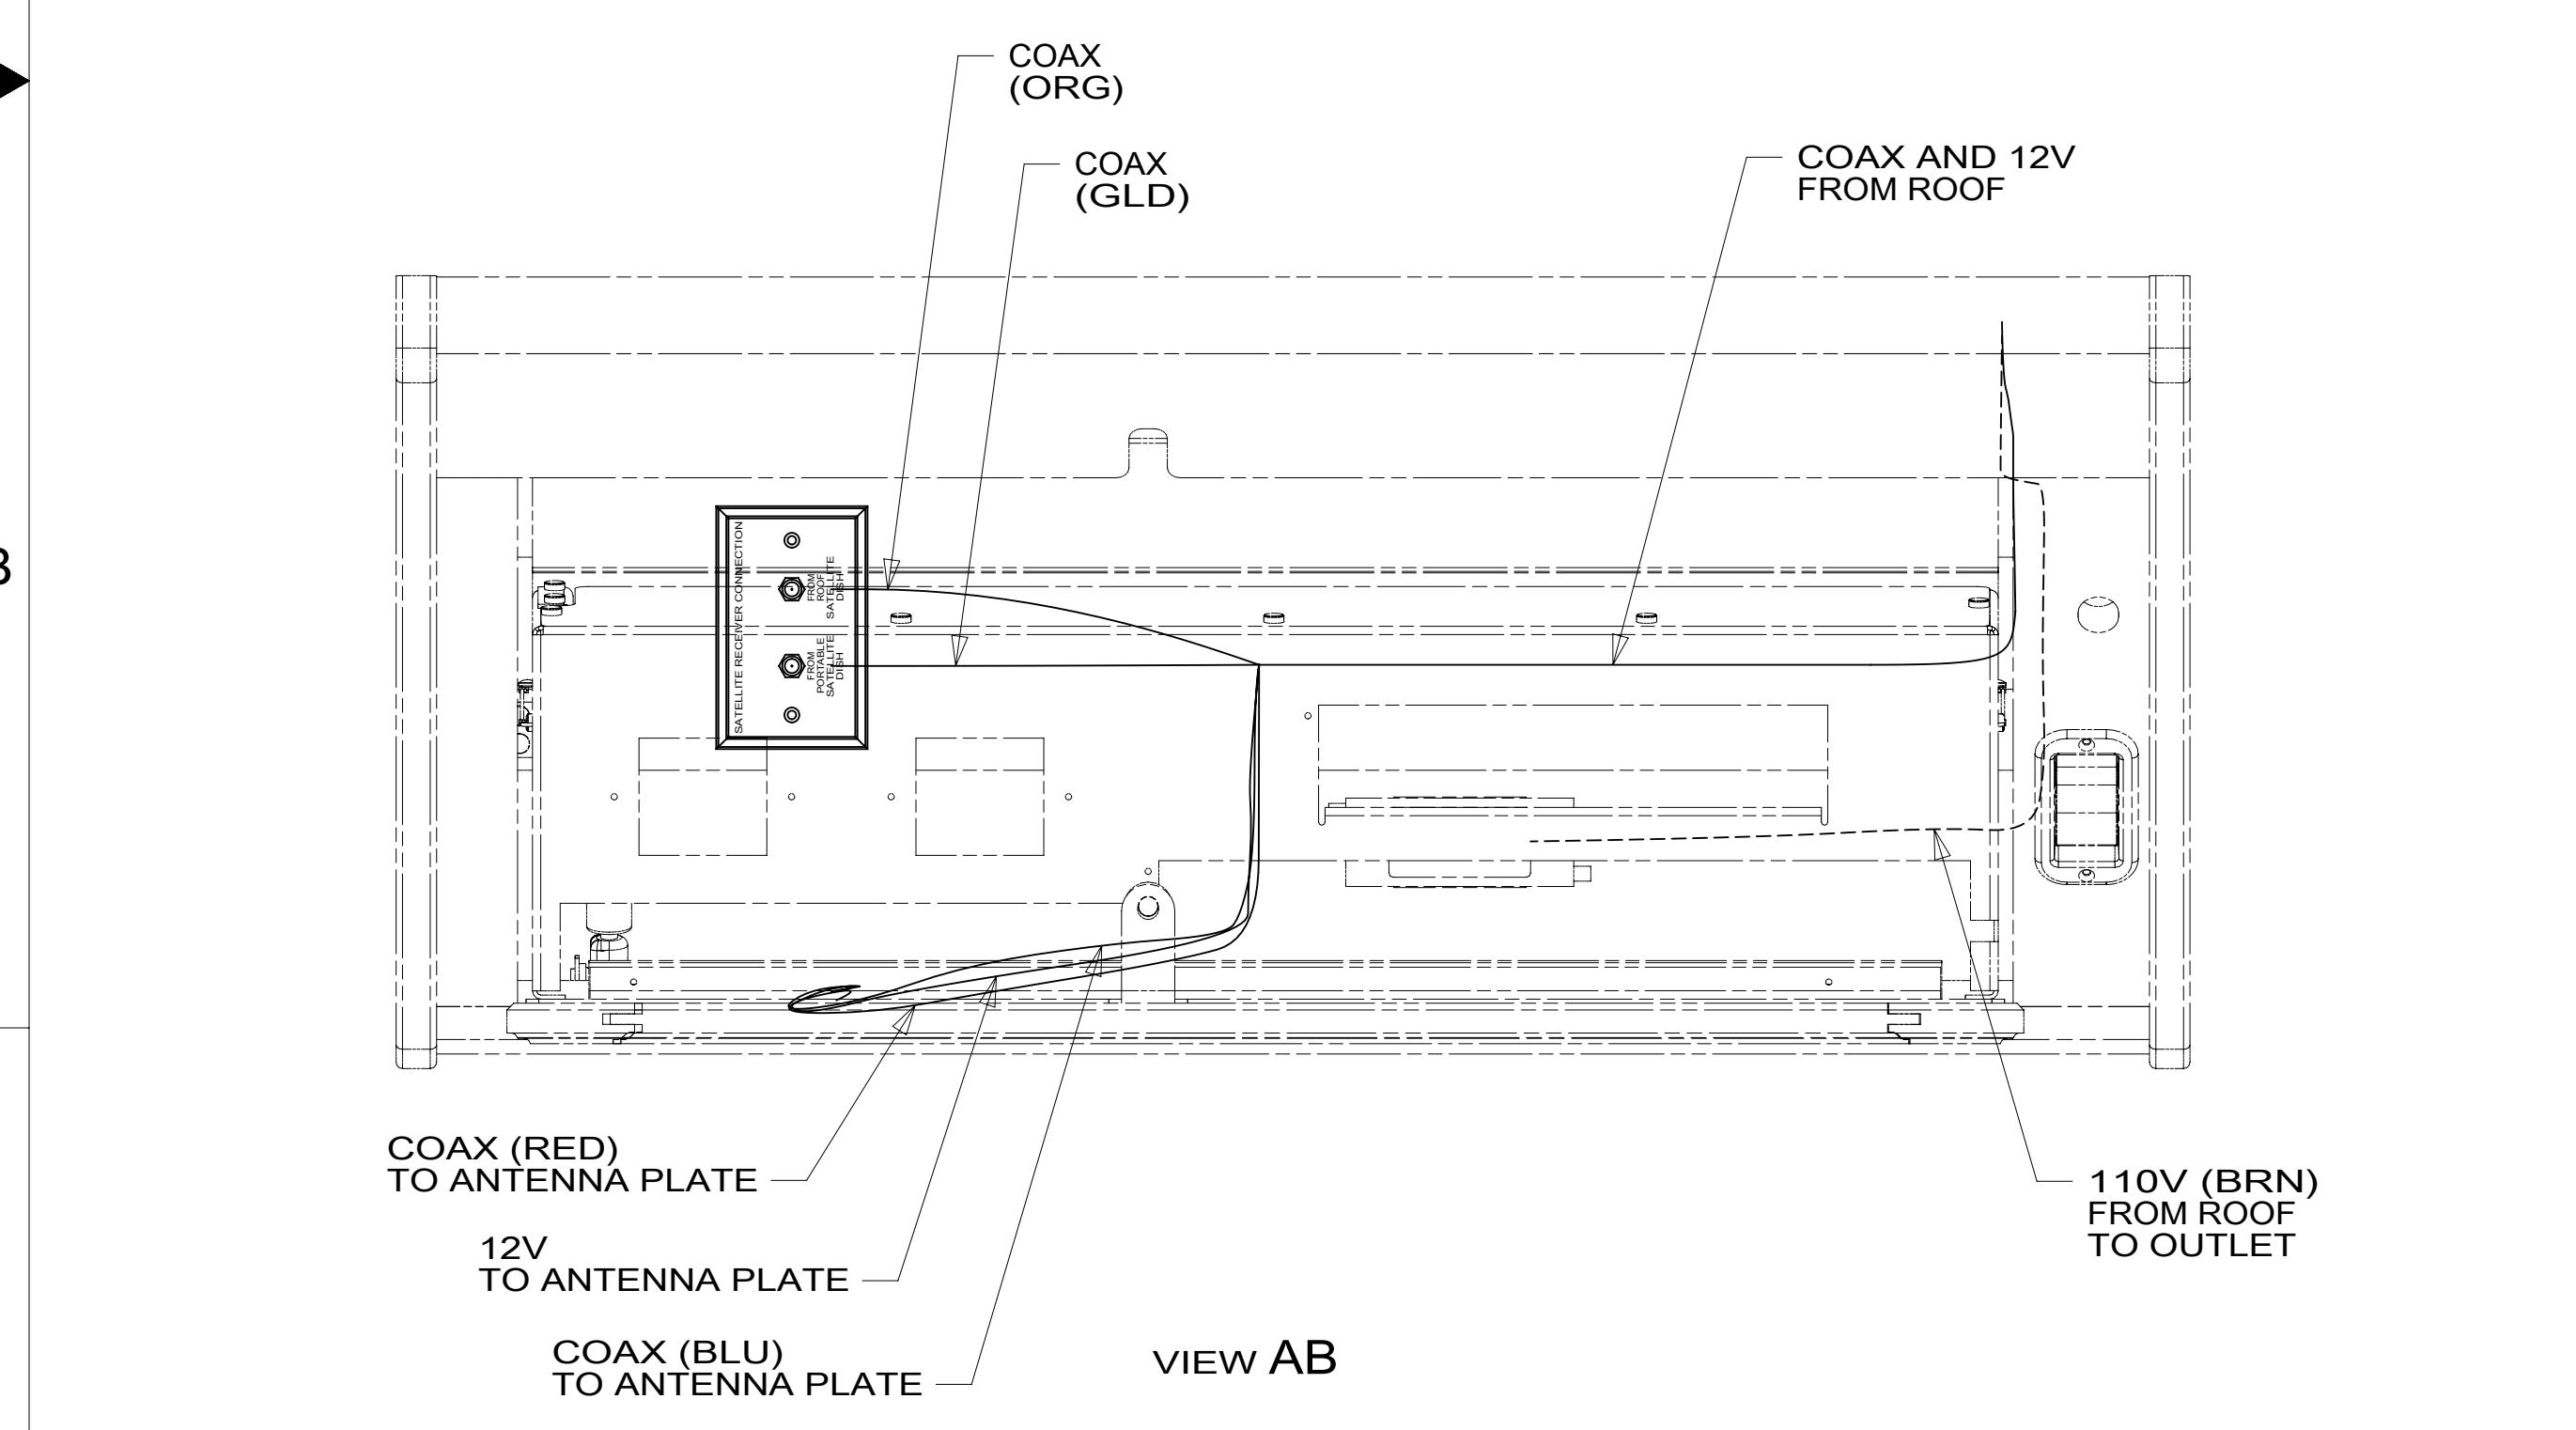 COAX
(ORG)
COAX
(GLD)
COAX AND 12V
FROM ROOF
B
SATELLITE RECEIVER CONNECTION
FROM
ROOF
SATELLITE
DISH
FROM
PORTABLE
SATELLITE
DISH
COAX (RED)
TO ANTENNA PLATE
12V
TO ANTENNA PLATE
COAX (BLU)
TO ANTENNA PLATE
110V (BRN)
FROM ROOF
TO OUTLET
VIEW AB